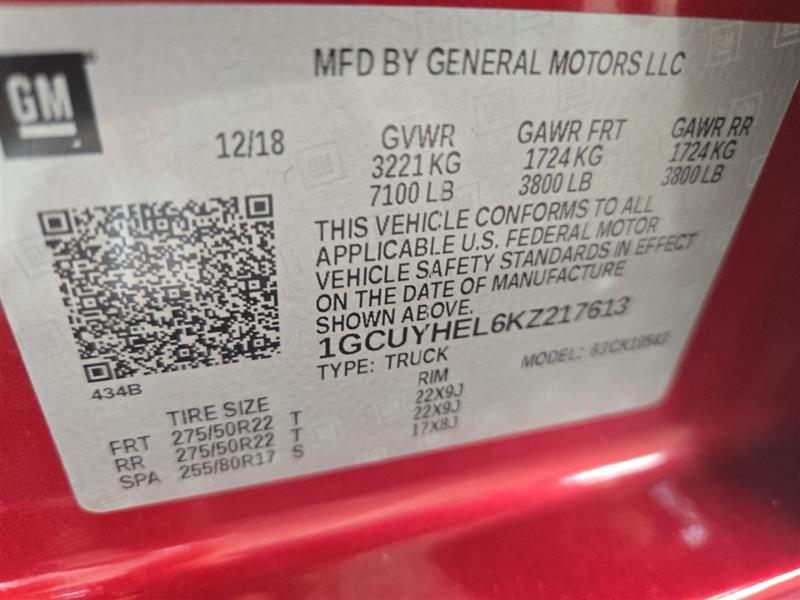 GM
MFD BY GENERAL MOTORS LLC
12/18
GVWR GAWR FRT GAWR RR
3221 KG 1724 KG 1724 KG
7100 LB 3800 LB 3800 LB
THIS VEHICLE CONFORMS TO ALL
APPLICABLE U.S. FEDERAL MOTOR
VEHICLE SAFETY STANDARDS IN EFFECT
ON THE DATE OF MANUFACTURE
SHOWN ABOVE.
1GCUYHEL6KZ217613
TYPE: TRUCK MODEL:
434B
TIRE SIZE RIM
FRT 275/50R22 T 22X9J
RR 275/50R22 T 22X9J
SPA 255/80R17 S 17X8J